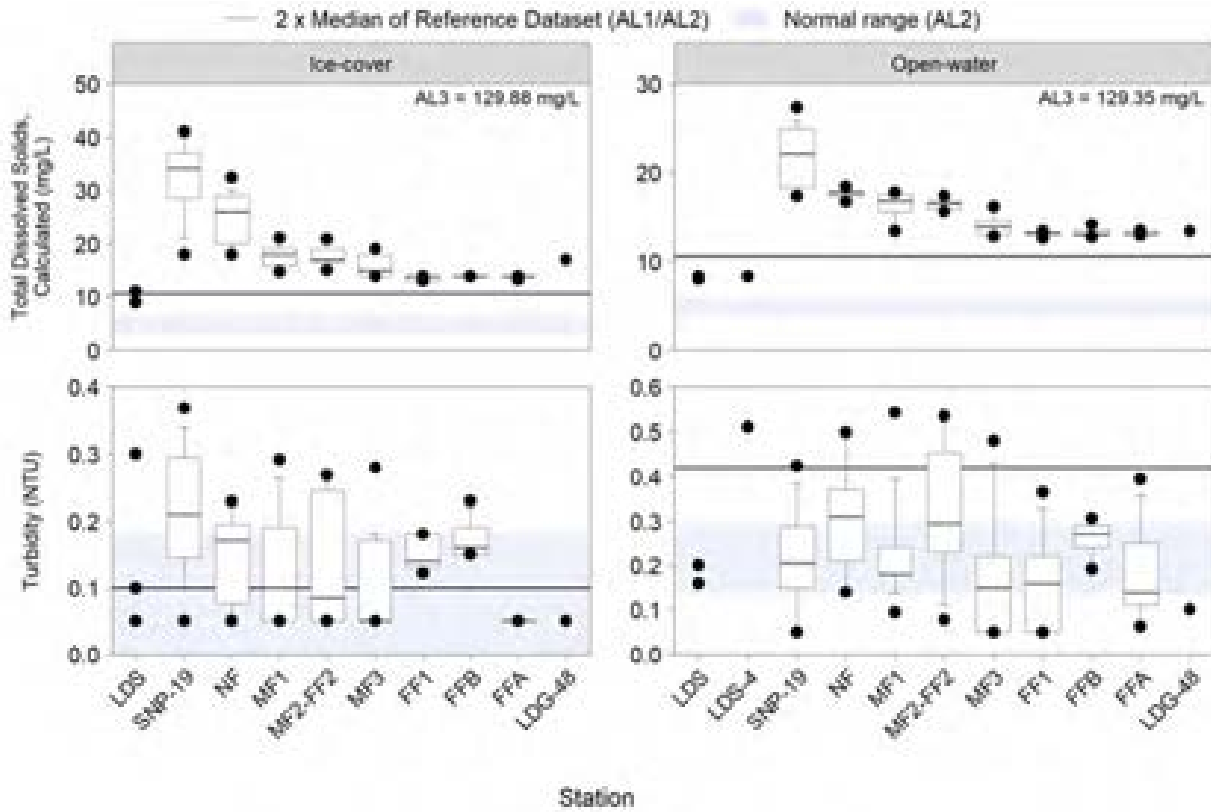 2 x Median of Reference Dataset (AL1/AL2) Normal range (AL2)
Ice-cover
Open-water
Total Dissolved Solids,
Calculated (mg/L)
50
40
30
20
10
0
AL3 = 129.88 mg/L
30
20
10
0
AL3 = 129.35 mg/L
Turbidity (NTU)
0.4
0.3
0.2
0.1
0.0
0.6
0.5
0.4
0.3
0.2
0.1
0.0
LDS
SNP-19
NF
MF1
MF2-FF2
MF3
FF1
FFB
FFA
LDG-48
LDS
LDS-4
SNP-19
NF
MF1
MF2-FF2
MF3
FF1
FFB
FFA
LDG-48
Station